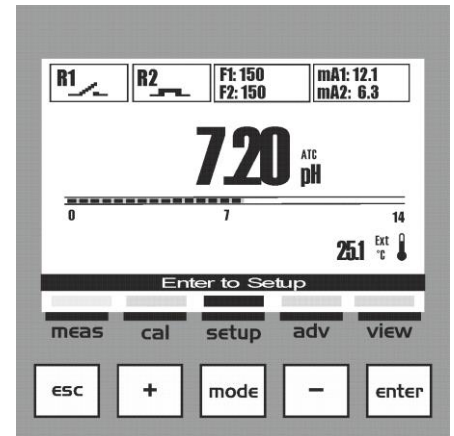 R1 R2 F1: 150 mA1: 12.1
F2: 150 mA2: 6.3
7.20 ATC pH
0 7 14
25.1 Ext °C
Enter to Setup
meas cal setup adv view
esc + mode − enter